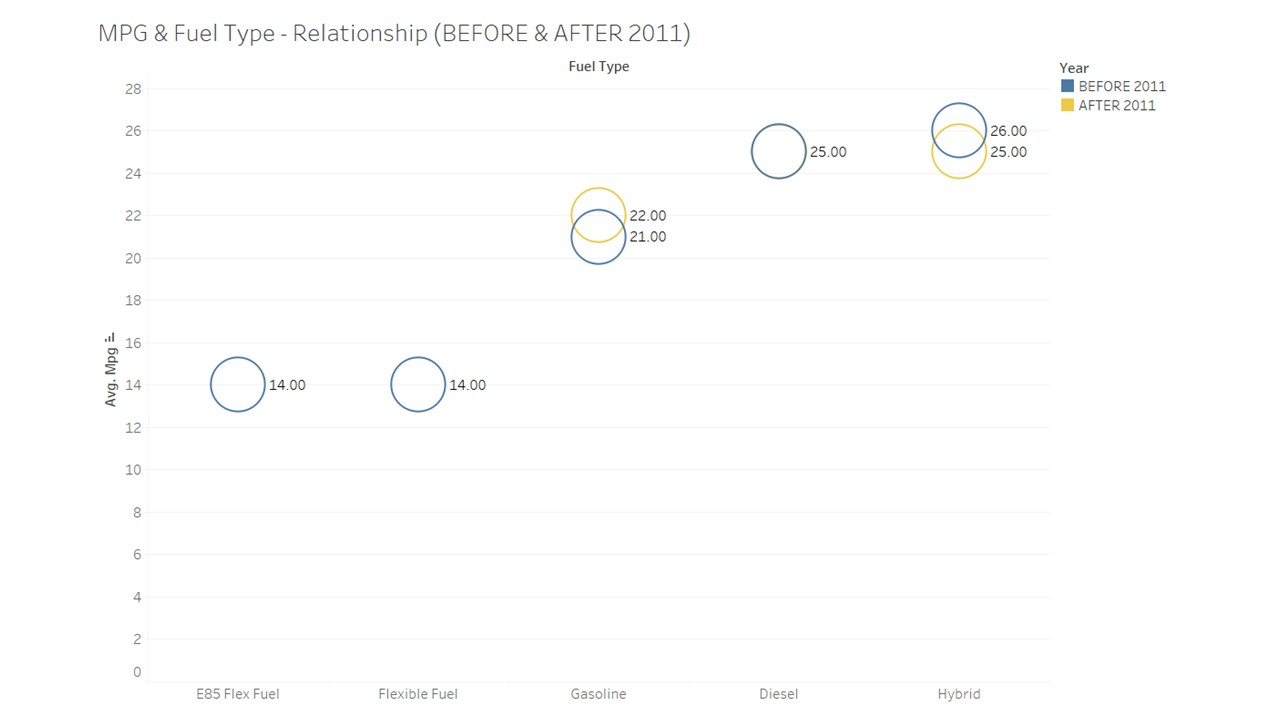 MPG & Fuel Type - Relationship (BEFORE & AFTER 2011)
Fuel Type
Year
BEFORE 2011
AFTER 2011
Avg. Mpg
28
26
24
22
20
18
16
14
12
10
8
6
4
2
0
14.00
14.00
22.00
21.00
25.00
26.00
25.00
E85 Flex Fuel
Flexible Fuel
Gasoline
Diesel
Hybrid